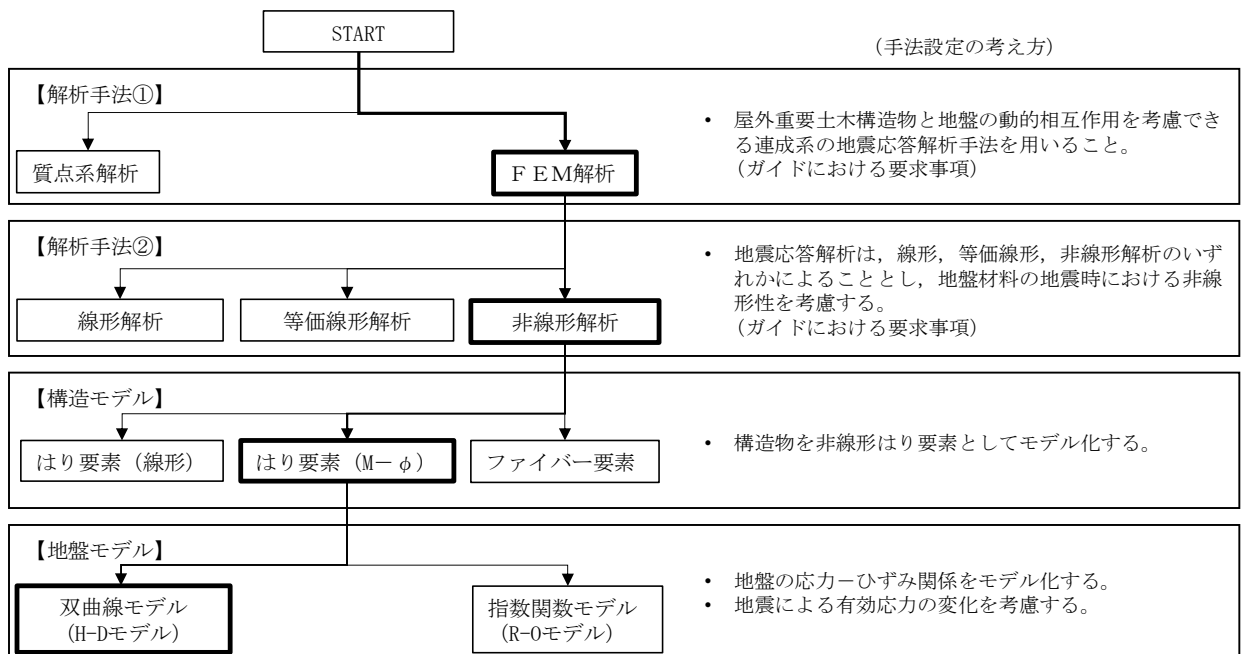 START
(手法設定の考え方)
【解析手法①】
質点系解析
ＦＥＭ解析
• 屋外重要土木構造物と地盤の動的相互作用を考慮でき
る連成系の地震応答解析手法を用いること。
(ガイドにおける要求事項)
【解析手法②】
線形解析
等価線形解析
非線形解析
• 地震応答解析は，線形，等価線形，非線形解析のいず
れかによることとし，地盤材料の地震時における非線
形性を考慮する。
(ガイドにおける要求事項)
【構造モデル】
はり要素（線形）
はり要素（M－φ）
ファイバー要素
• 構造物を非線形はり要素としてモデル化する。
【地盤モデル】
双曲線モデル
(H-Dモデル)
指数関数モデル
(R-Oモデル)
• 地盤の応力－ひずみ関係をモデル化する。
• 地震による有効応力の変化を考慮する。